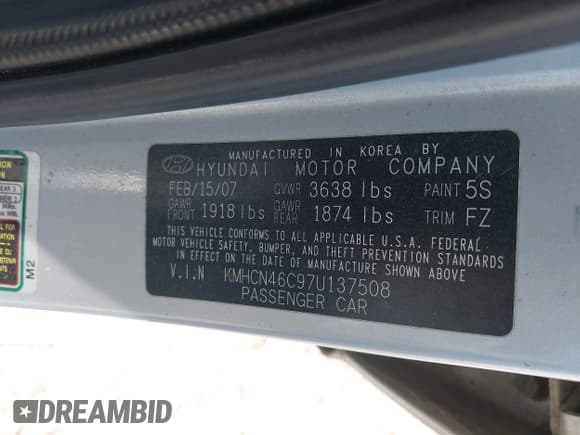 MANUFACTURED IN KOREA BY
HYUNDAI MOTOR COMPANY
FEB/15/07 GVWR 3638 lbs PAINT 5S
GAWR FRONT 1918 lbs GAWR REAR 1874 lbs TRIM FZ
THIS VEHICLE CONFORMS TO ALL APPLICABLE U.S.A. FEDERAL
MOTOR VEHICLE SAFETY, BUMPER, AND THEFT PREVENTION STANDARDS
IN EFFECT ON THE DATE OF MANUFACTURE SHOWN ABOVE
V.I.N KMHCN46C97U137508
PASSENGER CAR
M2
DREAMBID